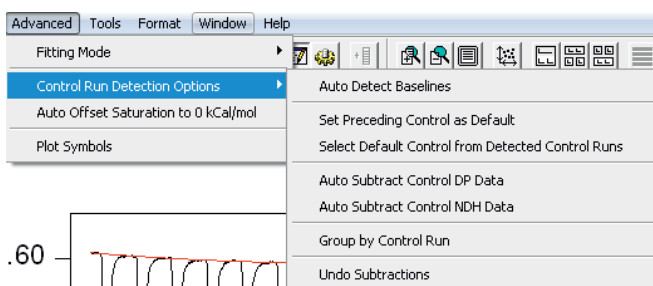 Advanced Tools Format Window Help
Fitting Mode
Control Run Detection Options
Auto Offset Saturation to 0 kCal/mol
Plot Symbols
Auto Detect Baselines
Set Preceding Control as Default
Select Default Control from Detected Control Runs
Auto Subtract Control DP Data
Auto Subtract Control NDH Data
Group by Control Run
Undo Subtractions
.60